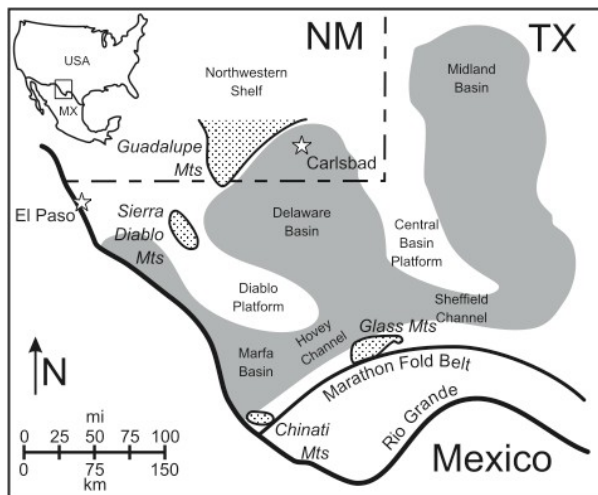 NM
TX
USA
MX
Northwestern
Shelf
Midland
Basin
Guadalupe
Mts
Carlsbad
El Paso
Sierra
Diablo
Mts
Delaware
Basin
Central
Basin
Platform
Diablo
Platform
Sheffield
Channel
Hovey
Channel
Glass Mts
Marfa
Basin
Marathon Fold Belt
N
Rio Grande
Chinati
Mts
Mexico
mi
0 25 50 75 100
0 75 150
km